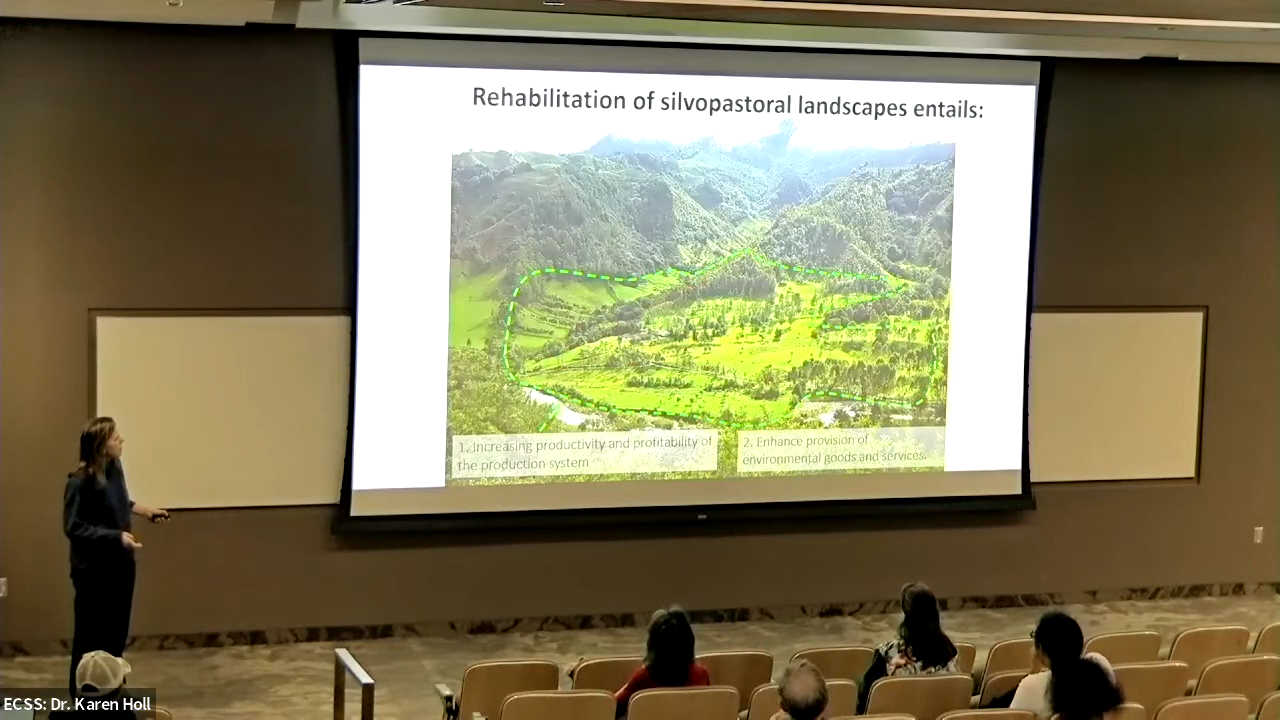 Rehabilitation of silvopastoral landscapes entails:
1. Increasing productivity and profitability of
the production system
2. Enhance provision of
environmental goods and services.
ECSS: Dr. Karen Holl